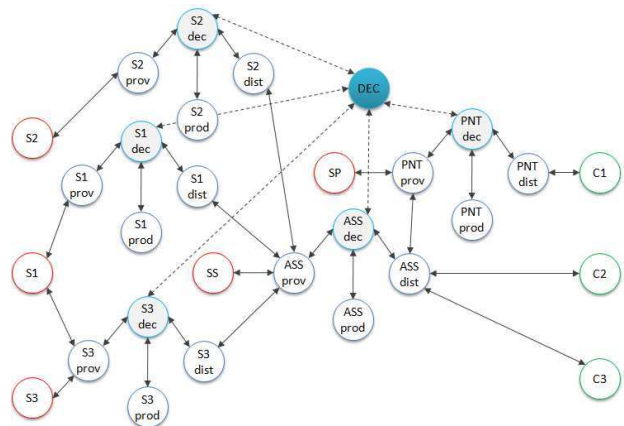 S2
dec
S2
prov
S2
dist
DEC
S2
prod
S2
S1
dec
PNT
dec
S1
prov
S1
dist
SP
PNT
prov
PNT
dist
C1
S1
prod
PNT
prod
ASS
dec
S1
SS
ASS
prov
ASS
dist
C2
S3
dec
ASS
prod
S3
prov
S3
dist
C3
S3
S3
prod